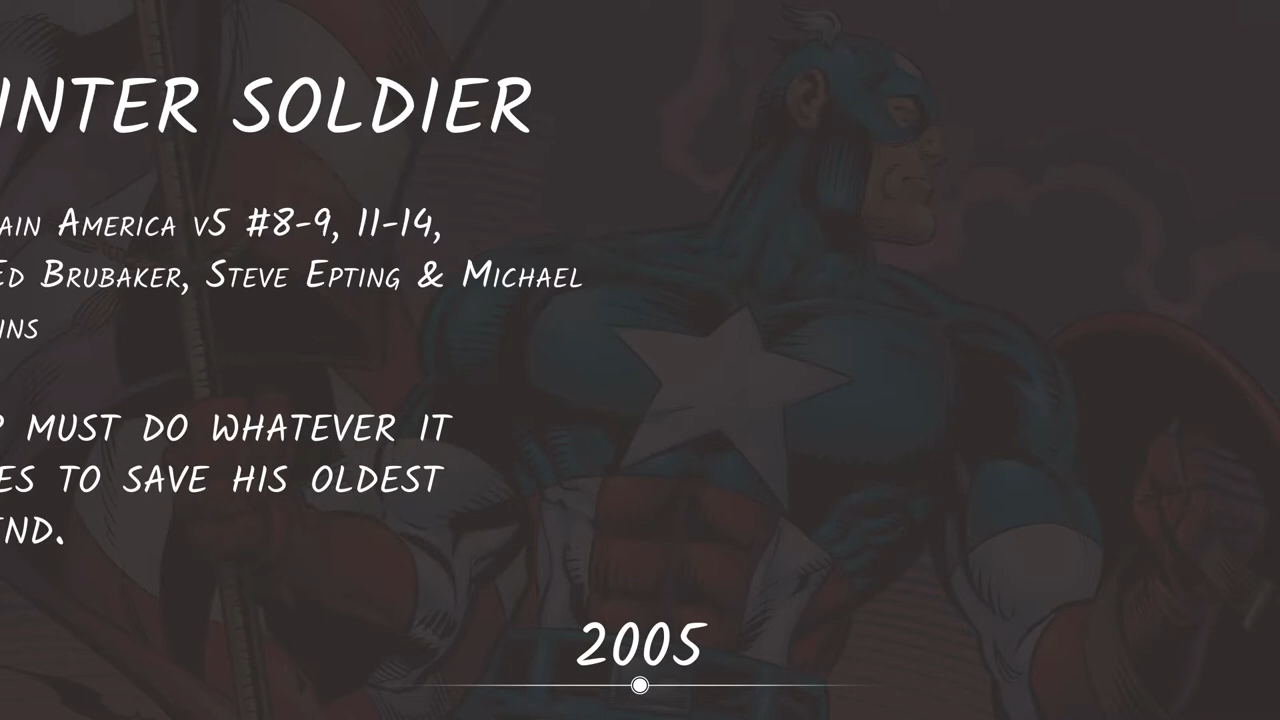 INTER SOLDIER
AIN AMERICA V5 #8-9, 11-14,
ED BRUBAKER, STEVE EPTING & MICHAEL
INS
MUST DO WHATEVER IT
ES TO SAVE HIS OLDEST
END.
2005